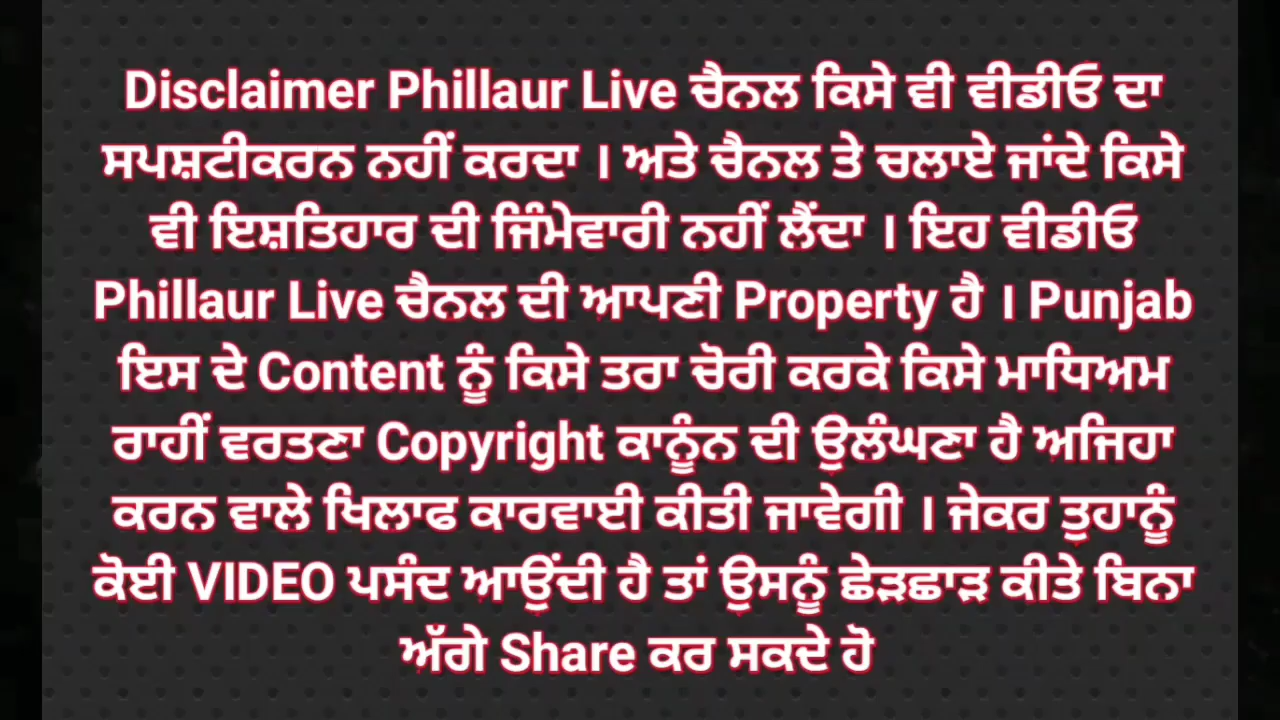 Disclaimer Phillaur Live ਚੈਨਲ ਕਿਸੇ ਵੀ ਵੀਡੀਓ ਦਾ
ਸਪਸ਼ਟੀਕਰਨ ਨਹੀਂ ਕਰਦਾ । ਅਤੇ ਚੈਨਲ ਤੇ ਚਲਾਏ ਜਾਂਦੇ ਕਿਸੇ
ਵੀ ਇਸ਼ਤਿਹਾਰ ਦੀ ਜਿੰਮੇਵਾਰੀ ਨਹੀਂ ਲੈਂਦਾ । ਇਹ ਵੀਡੀਓ
Phillaur Live ਚੈਨਲ ਦੀ ਆਪਣੀ Property ਹੈ । Punjab
ਇਸ ਦੇ Content ਨੂੰ ਕਿਸੇ ਤਰਾ ਚੋਰੀ ਕਰਕੇ ਕਿਸੇ ਮਾਧਿਅਮ
ਰਾਹੀਂ ਵਰਤਣਾ Copyright ਕਾਨੂੰਨ ਦੀ ਉਲੰਘਣਾ ਹੈ ਅਜਿਹਾ
ਕਰਨ ਵਾਲੇ ਖਿਲਾਫ ਕਾਰਵਾਈ ਕੀਤੀ ਜਾਵੇਗੀ । ਜੇਕਰ ਤੁਹਾਨੂੰ
ਕੋਈ VIDEO ਪਸੰਦ ਆਉਂਦੀ ਹੈ ਤਾਂ ਉਸਨੂੰ ਛੇੜਛਾੜ ਕੀਤੇ ਬਿਨਾ
ਅੱਗੇ Share ਕਰ ਸਕਦੇ ਹੋ